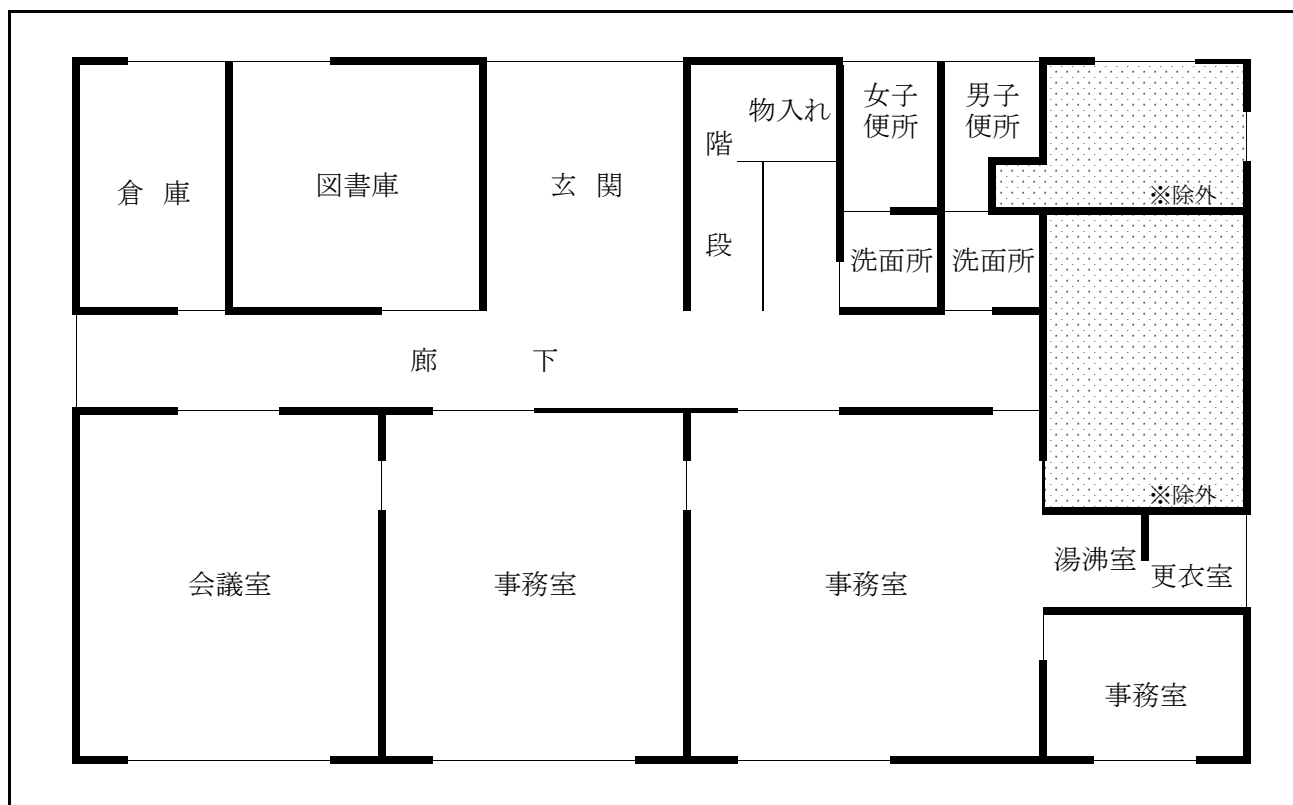 物入れ
女子
便所
男子
便所
階
段
倉 庫
図書庫
玄 関
※除外
洗面所
洗面所
廊 下
※除外
会議室
事務室
事務室
湯沸室
更衣室
事務室